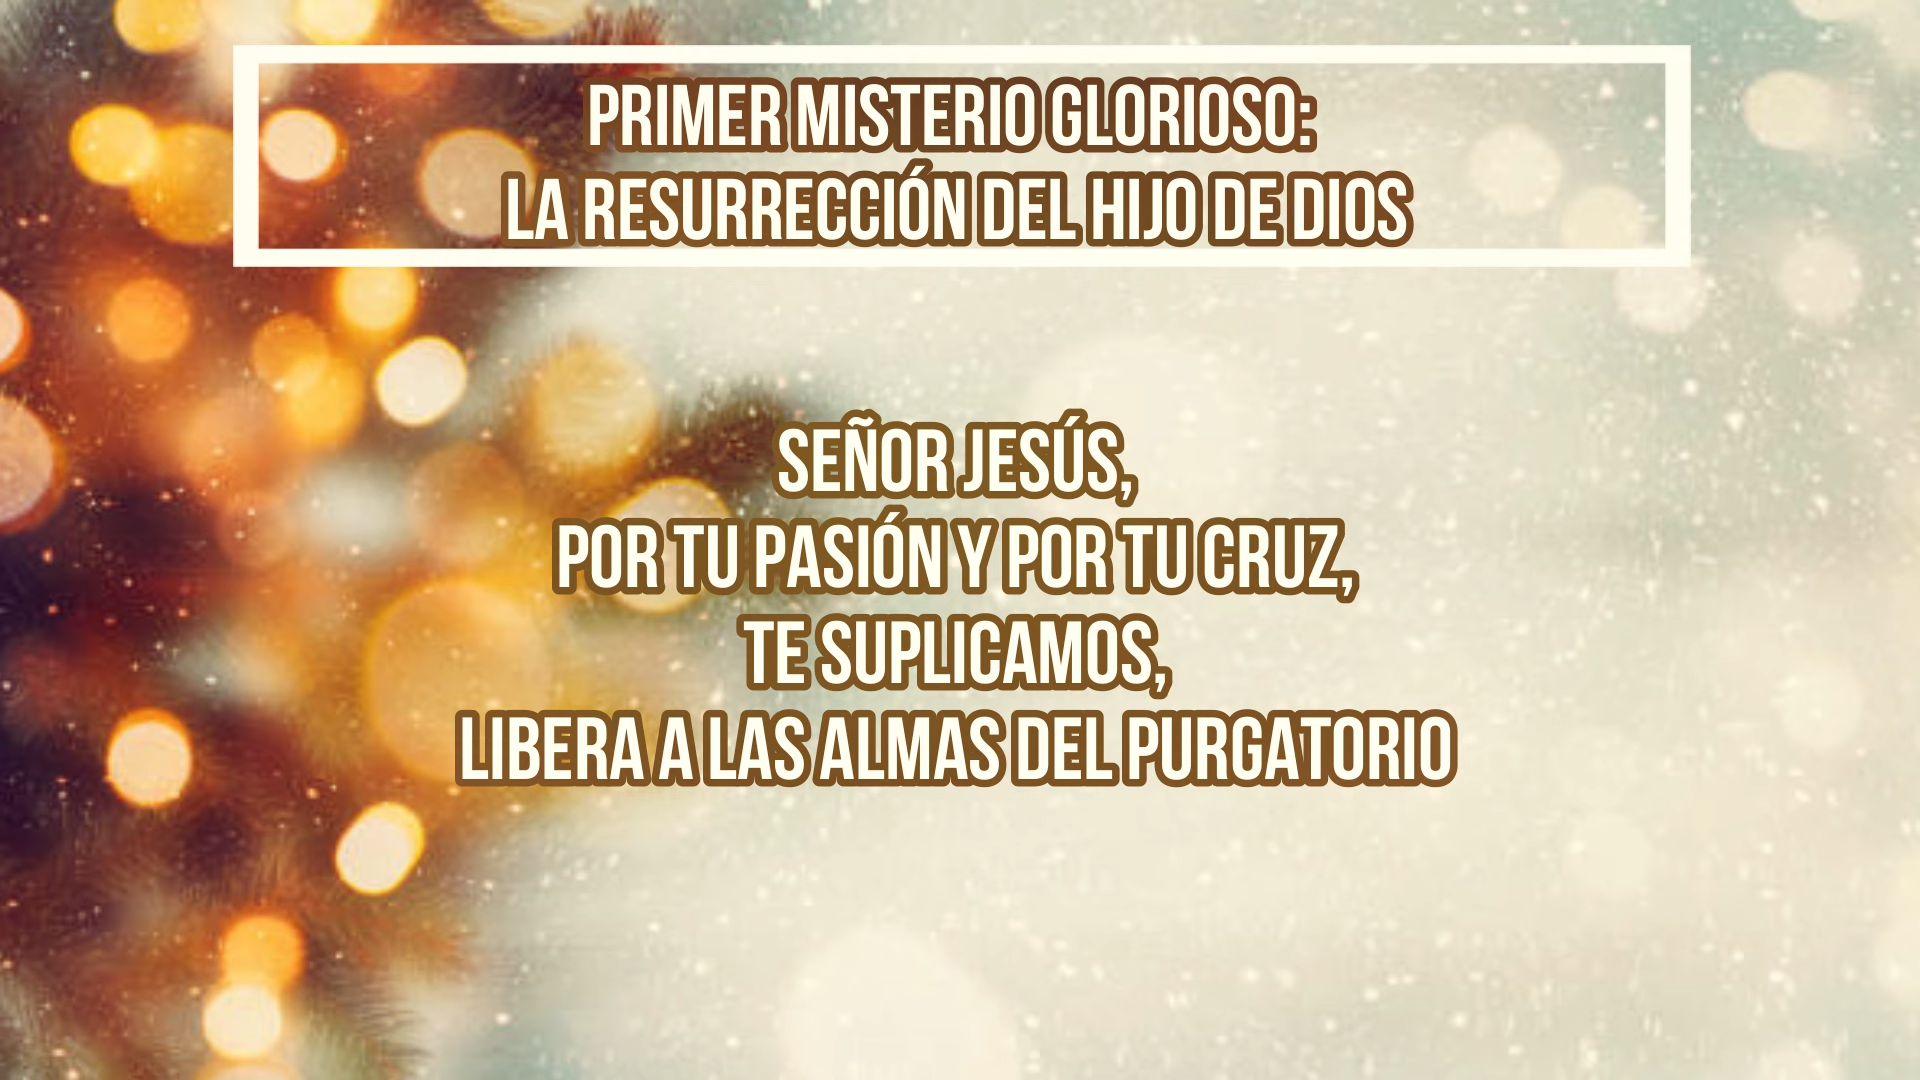 PRIMER MISTERIO GLORIOSO:
LA RESURRECCIÓN DEL HIJO DE DIOS
SEÑOR JESÚS,
POR TU PASIÓN Y POR TU CRUZ,
TE SUPLICAMOS,
LIBERA A LAS ALMAS DEL PURGATORIO